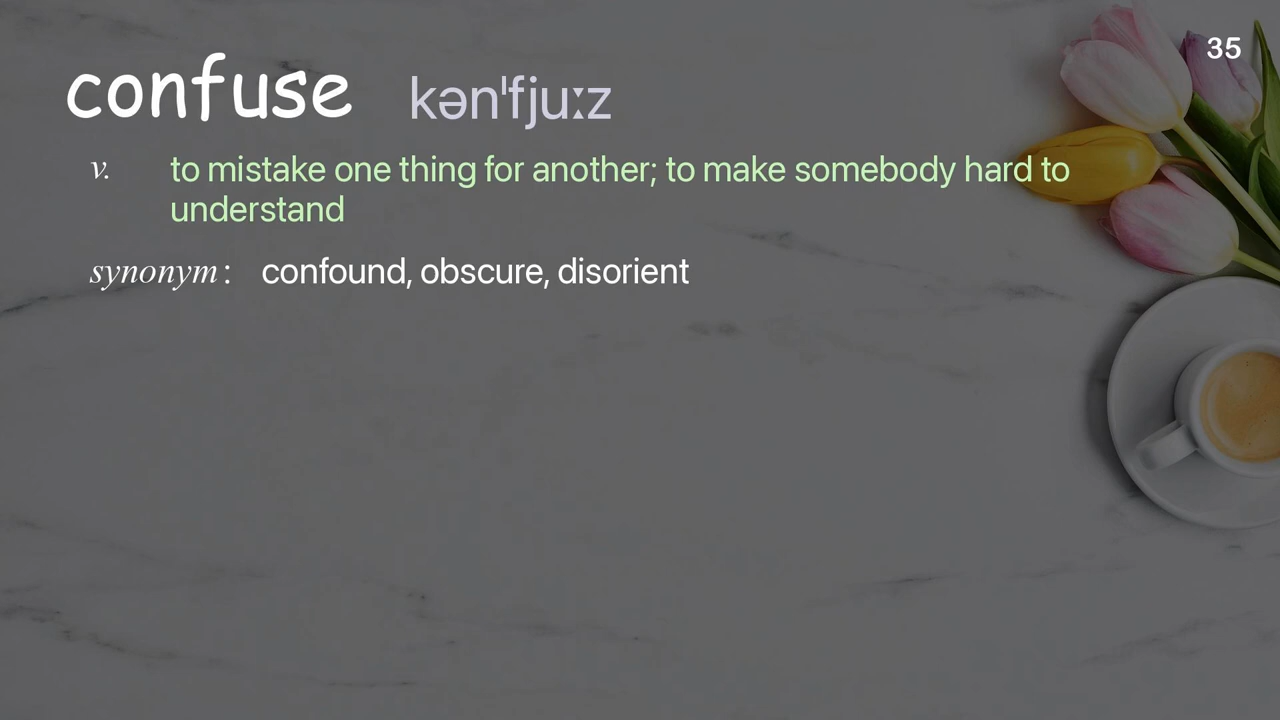 35
confuse kənˈfjuːz
v. to mistake one thing for another; to make somebody hard to
understand
synonym: confound, obscure, disorient